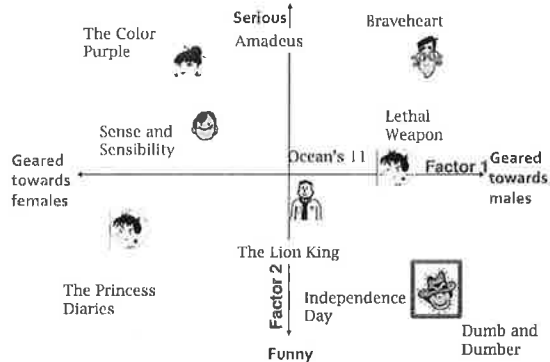 Serious
Braveheart
The Color
Purple
Amadeus
Lethal
Weapon
Sense and
Sensibility
Ocean's 11
Geared
towards
females
Factor 1
Geared
towards
males
The Lion King
Factor 2
The Princess
Diaries
Independence
Day
Dumb and
Dumber
Funny